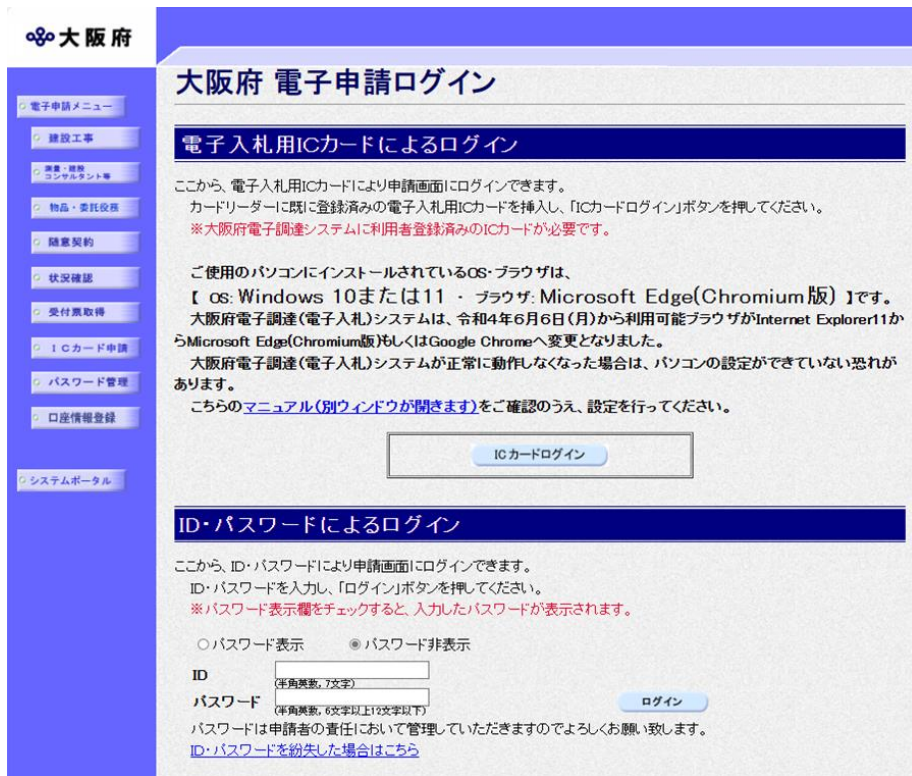 大阪府
電子申請メニュー
建設工事
測量・建設
コンサルタント等
物品・委託役務
随意契約
状況確認
受付票取得
ICカード申請
パスワード管理
口座情報登録
システムポータル
大阪府 電子申請ログイン
電子入札用ICカードによるログイン
ここから、電子入札用ICカードにより申請画面にログインできます。
カードリーダーに既に登録済みの電子入札用ICカードを挿入し、「ICカードログイン」ボタンを押してください。
※大阪府電子調達システムに利用者登録済みのICカードが必要です。
ご使用のパソコンにインストールされているOS・ブラウザは、
【 OS: Windows 10または11 ・ ブラウザ: Microsoft Edge(Chromium版) 】です。
大阪府電子調達(電子入札)システムは、令和4年6月6日(月)から利用可能ブラウザがInternet Explorer11か
らMicrosoft Edge(Chromium版)もしくはGoogle Chromeへ変更となりました。
大阪府電子調達(電子入札)システムが正常に動作しなくなった場合は、パソコンの設定ができていない恐れが
あります。
こちらのマニュアル(別ウィンドウが開きます)をご確認のうえ、設定を行ってください。
ICカードログイン
ID・パスワードによるログイン
ここから、ID・パスワードにより申請画面にログインできます。
ID・パスワードを入力し、「ログイン」ボタンを押してください。
※パスワード表示欄をチェックすると、入力したパスワードが表示されます。
パスワード表示 パスワード非表示
ID
(半角英数, 7文字)
パスワード
(半角英数, 6文字以上12文字以下)
ログイン
パスワードは申請者の責任において管理していただきますのでよろしくお願い致します。
ID・パスワードを紛失した場合はこちら